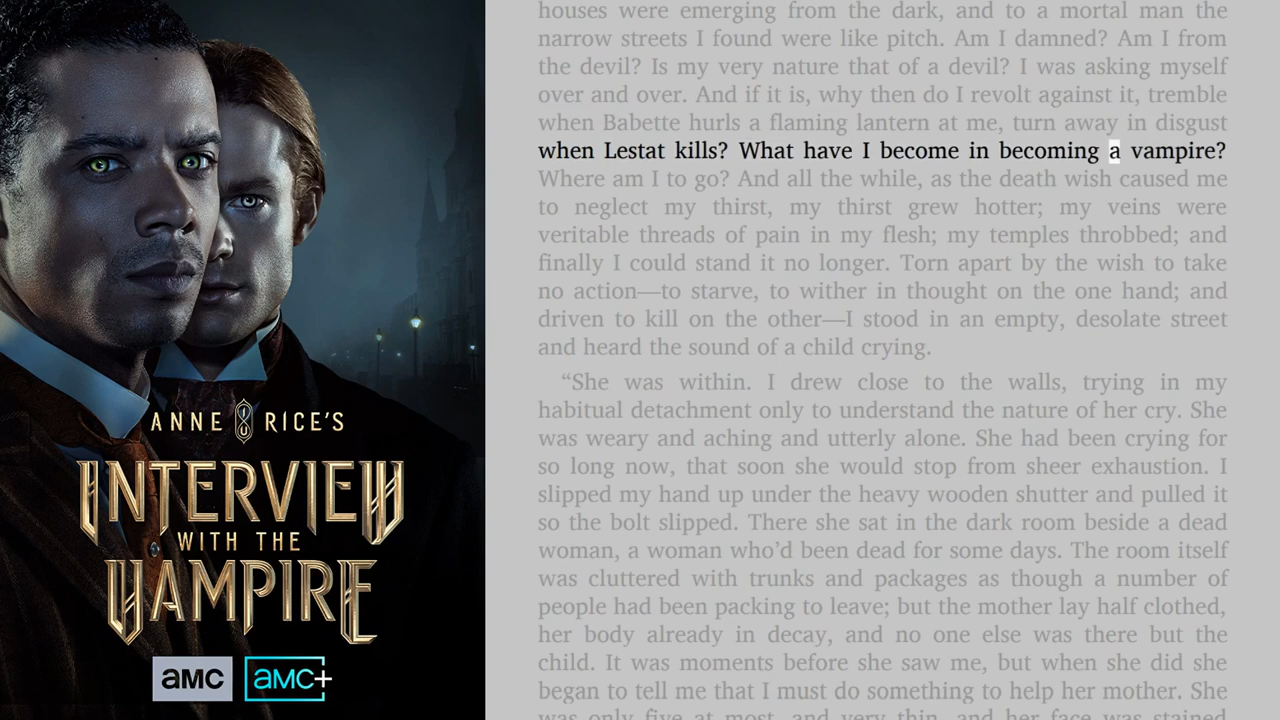 ANNE RICE'S
INTERVIEW
WITH THE
VAMPIRE
aMC
aMC+
houses were emerging from the dark, and to a mortal man the
narrow streets I found were like pitch. Am I damned? Am I from
the devil? Is my very nature that of a devil? I was asking myself
over and over. And if it is, why then do I revolt against it, tremble
when Babette hurls a flaming lantern at me, turn away in disgust
when Lestat kills? What have I become in becoming a vampire?
Where am I to go? And all the while, as the death wish caused me
to neglect my thirst, my thirst grew hotter; my veins were
veritable threads of pain in my flesh; my temples throbbed; and
finally I could stand it no longer. Torn apart by the wish to take
no action—to starve, to wither in thought on the one hand; and
driven to kill on the other—I stood in an empty, desolate street
and heard the sound of a child crying.
“She was within. I drew close to the walls, trying in my
habitual detachment only to understand the nature of her cry. She
was weary and aching and utterly alone. She had been crying for
so long now, that soon she would stop from sheer exhaustion. I
slipped my hand up under the heavy wooden shutter and pulled it
so the bolt slipped. There she sat in the dark room beside a dead
woman, a woman who’d been dead for some days. The room itself
was cluttered with trunks and packages as though a number of
people had been packing to leave; but the mother lay half clothed,
her body already in decay, and no one else was there but the
child. It was moments before she saw me, but when she did she
began to tell me that I must do something to help her mother. She
was only five at most, and very thin, and her face was stained